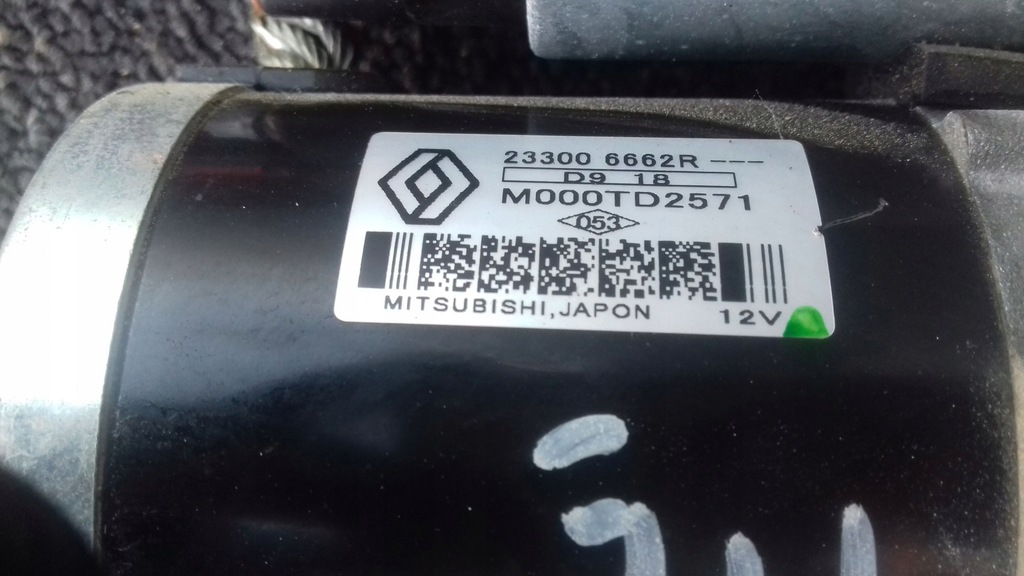 23300 6662R ---
D9 18
M000TD2571
053
MITSUBISHI,JAPON 12V